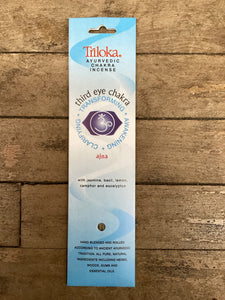 Triloka.
AYURVEDIC
CHAKRA
INCENSE
third eye chakra
CLARIFYING • TRANSFORMING • AWAKENING •
ajna
with jasmine, basil, lemon,
camphor and eucalyptus
HAND BLENDED AND ROLLED
ACCORDING TO ANCIENT AYURVEDIC
TRADITION. ALL PURE, NATURAL
INGREDIENTS INCLUDING HERBS,
WOODS, GUMS AND
ESSENTIAL OILS